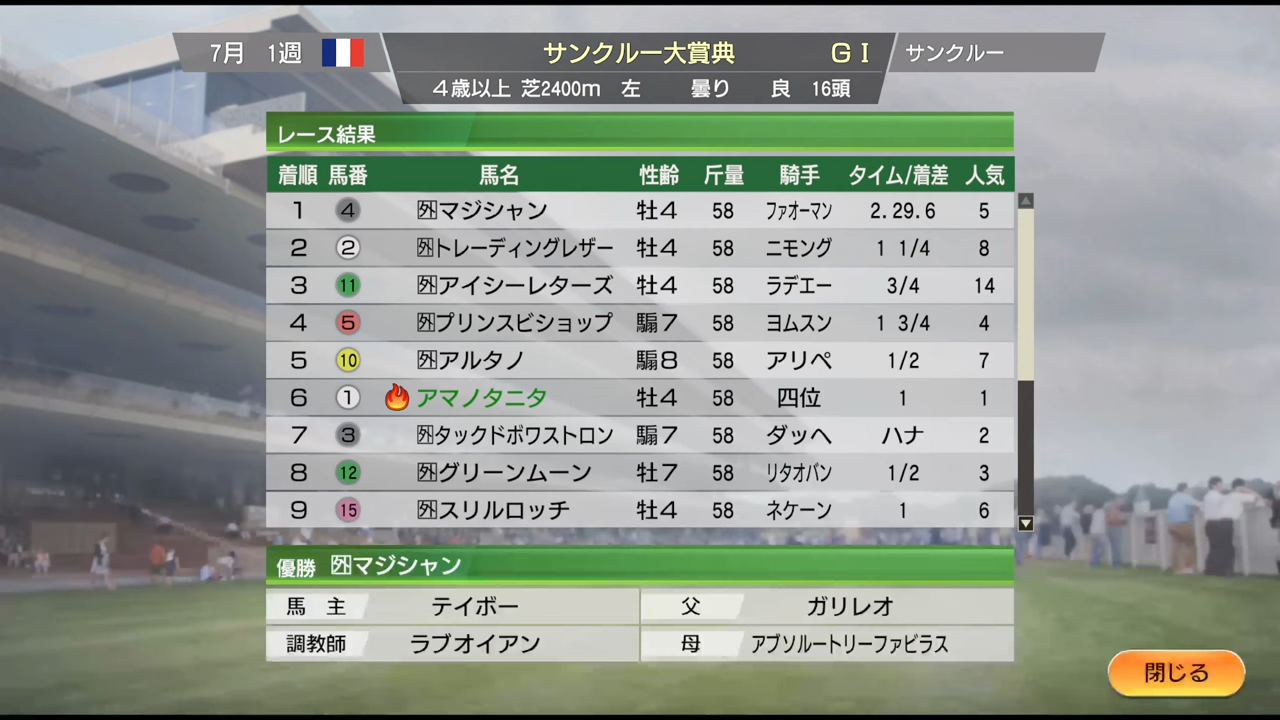 7月 1週 サンクルー大賞典 GⅠ サンクルー
4歳以上 芝2400m 左 曇り 良 16頭
レース結果
着順 馬番 馬名 性齢 斤量 騎手 タイム/着差 人気
1 4 外マジシャン 牡4 58 ファオーマン 2.29.6 5
2 2 外トレーディングレザー 牡4 58 ニモング 1 1/4 8
3 11 外アイシーレターズ 牡4 58 ラデエー 3/4 14
4 5 外プリンスビショップ 騸7 58 ヨムスン 1 3/4 4
5 10 外アルタノ 騸8 58 アリペ 1/2 7
6 1 アマノタニタ 牡4 58 四位 1 1
7 3 外タックドボワストロン 騸7 58 ダッヘ ハナ 2
8 12 外グリーンムーン 牡7 58 リタオバン 1/2 3
9 15 外スリルロッチ 牡4 58 ネケーン 1 6
優勝 外マジシャン
馬主 テイボー 父 ガリレオ
調教師 ラブオイアン 母 アブソルートリーファビラス
閉じる